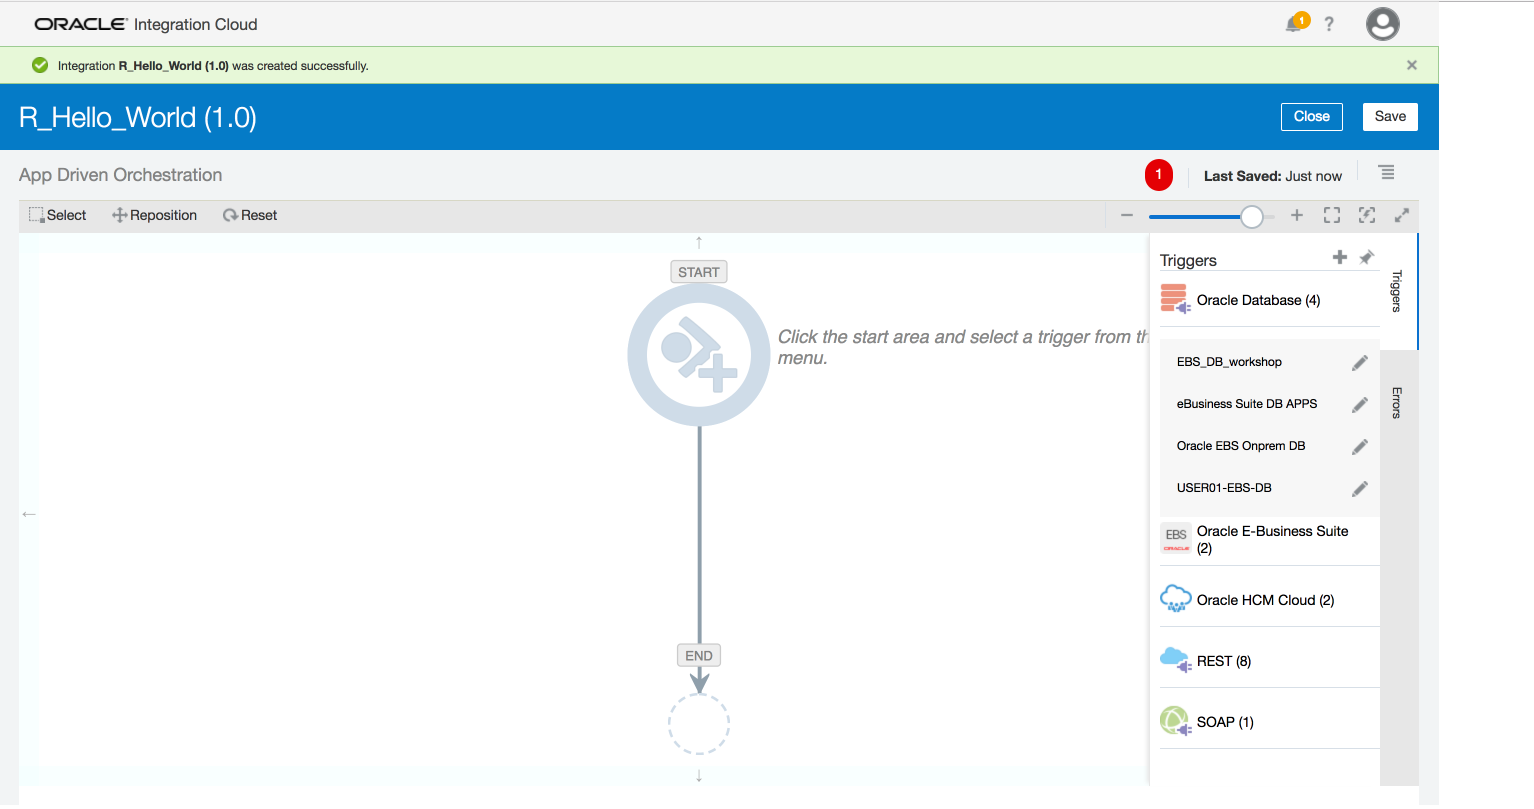 ORACLE Integration Cloud
1
?
Integration R_Hello_World (1.0) was created successfully.
R_Hello_World (1.0)
Close
Save
App Driven Orchestration
1
Last Saved: Just now
Select
Reposition
Reset
START
Click the start area and select a trigger from th
menu.
END
Triggers
Oracle Database (4)
EBS_DB_workshop
eBusiness Suite DB APPS
Oracle EBS Onprem DB
USER01-EBS-DB
EBS
ORACLE
Oracle E-Business Suite
(2)
Oracle HCM Cloud (2)
REST (8)
SOAP (1)
Triggers
Errors